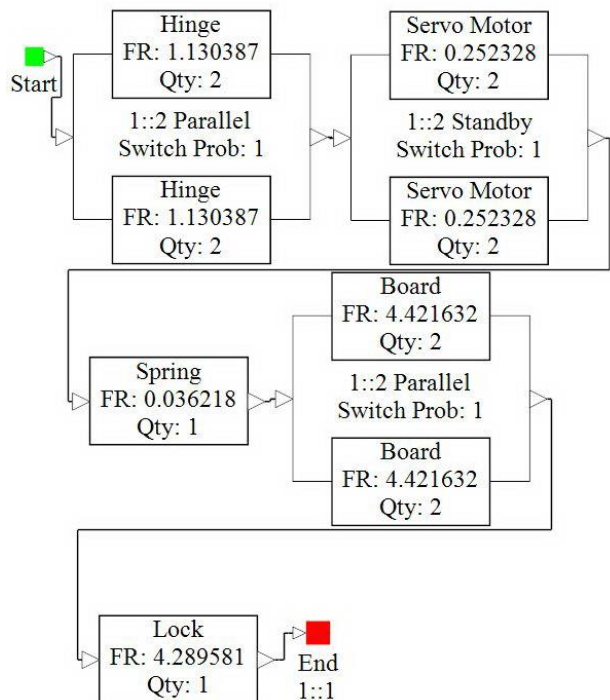 Start
Hinge
FR: 1.130387
Qty: 2
1::2 Parallel
Switch Prob: 1
Hinge
FR: 1.130387
Qty: 2
Servo Motor
FR: 0.252328
Qty: 2
1::2 Standby
Switch Prob: 1
Servo Motor
FR: 0.252328
Qty: 2
Spring
FR: 0.036218
Qty: 1
Board
FR: 4.421632
Qty: 2
1::2 Parallel
Switch Prob: 1
Board
FR: 4.421632
Qty: 2
Lock
FR: 4.289581
Qty: 1
End
1::1